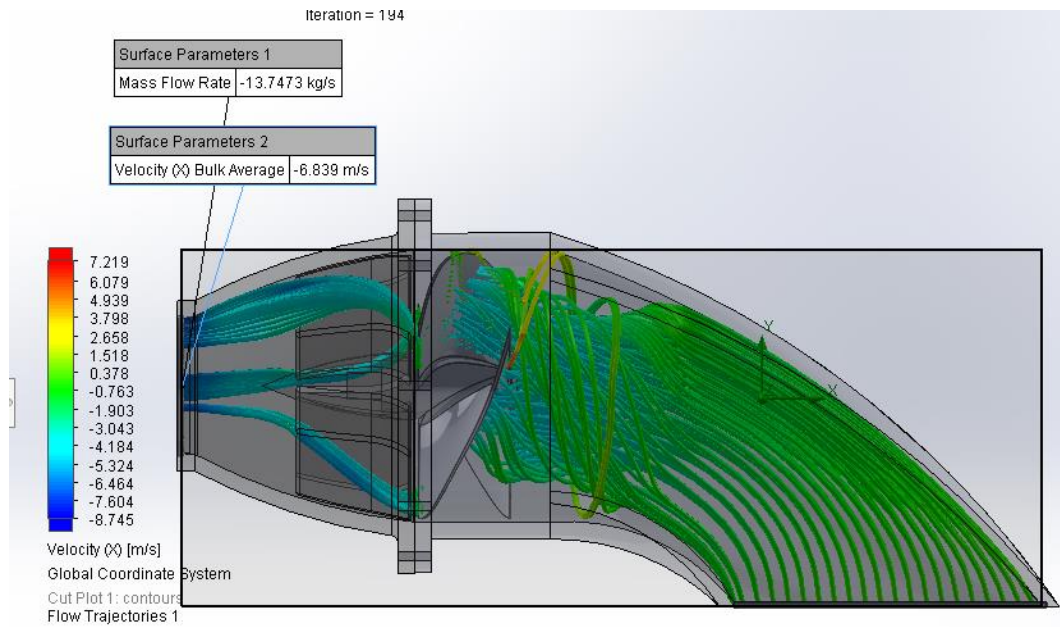 Iteration = 194
Surface Parameters 1
Mass Flow Rate -13.7473 kg/s
Surface Parameters 2
Velocity (X) Bulk Average -6.839 m/s
7.219
6.079
4.939
3.798
2.658
1.518
0.378
-0.763
-1.903
-3.043
-4.184
-5.324
-6.464
-7.604
-8.745
Velocity (X) [m/s]
Global Coordinate System
Cut Plot 1: contours
Flow Trajectories 1
Y
X